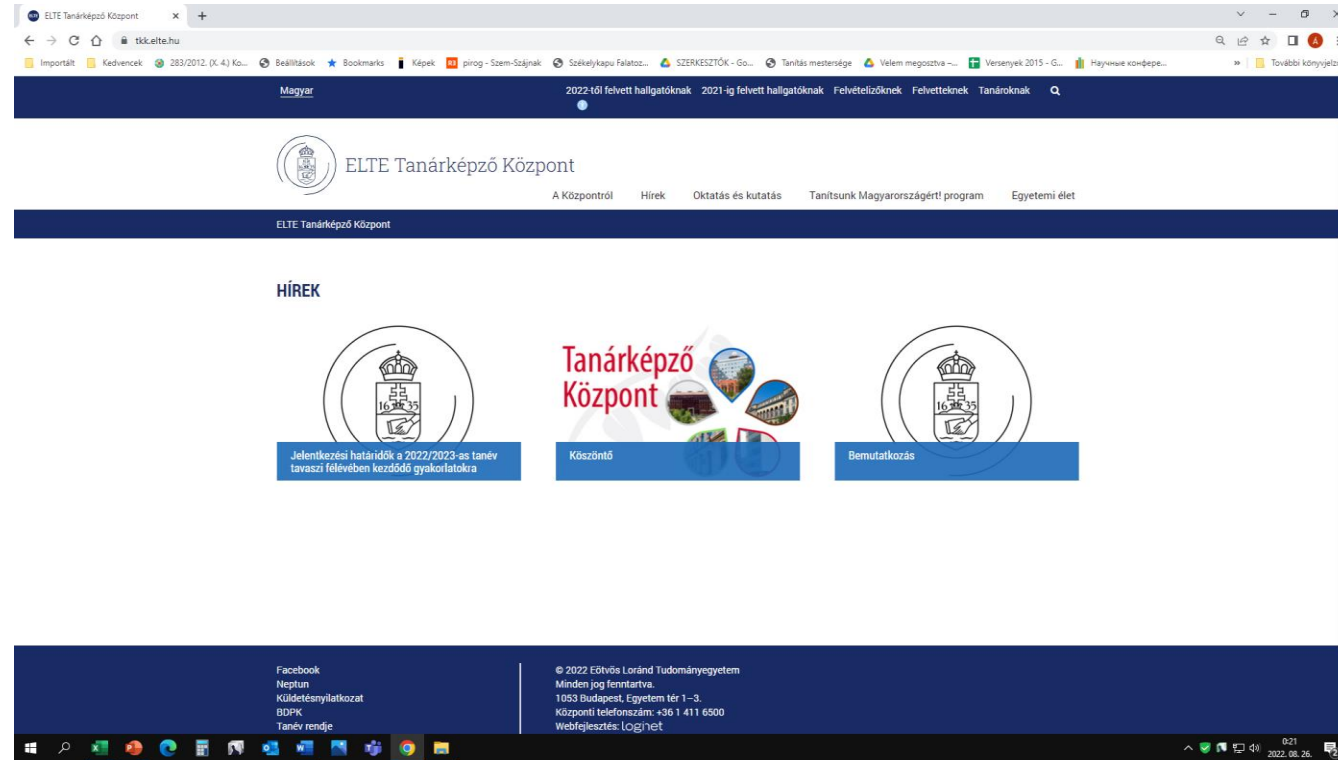 ELTE Tanárképző Központ
tkk.elte.hu
Importált Kedvencek 283/2012. (X. 4.) Ko... Beállítások Bookmarks Képek pirog - Szem-Szájnak Székelykapu Falatoz... SZERKESZTŐK - Go... Tanítás mestersége Velem megosztva –... Versenyek 2015 - G... Научные конфере... » További könyvjelz
Magyar 2022-től felvett hallgatóknak 2021-ig felvett hallgatóknak Felvételizőknek Felvetteknek Tanároknak
ELTE Tanárképző Központ
A Központról Hírek Oktatás és kutatás Tanítsunk Magyarországért! program Egyetemi élet
ELTE Tanárképző Központ
HÍREK
16 35
Jelentkezési határidők a 2022/2023-as tanév
tavaszi félévében kezdődő gyakorlatokra
Tanárképző
Központ
Köszöntő
16 35
Bemutatkozás
Facebook
Neptun
Küldetésnyilatkozat
BDPK
Tanév rendje
© 2022 Eötvös Loránd Tudományegyetem
Minden jog fenntartva.
1053 Budapest, Egyetem tér 1–3.
Központi telefonszám: +36 1 411 6500
Webfejlesztés: loginet
0:21
2022. 08. 26.